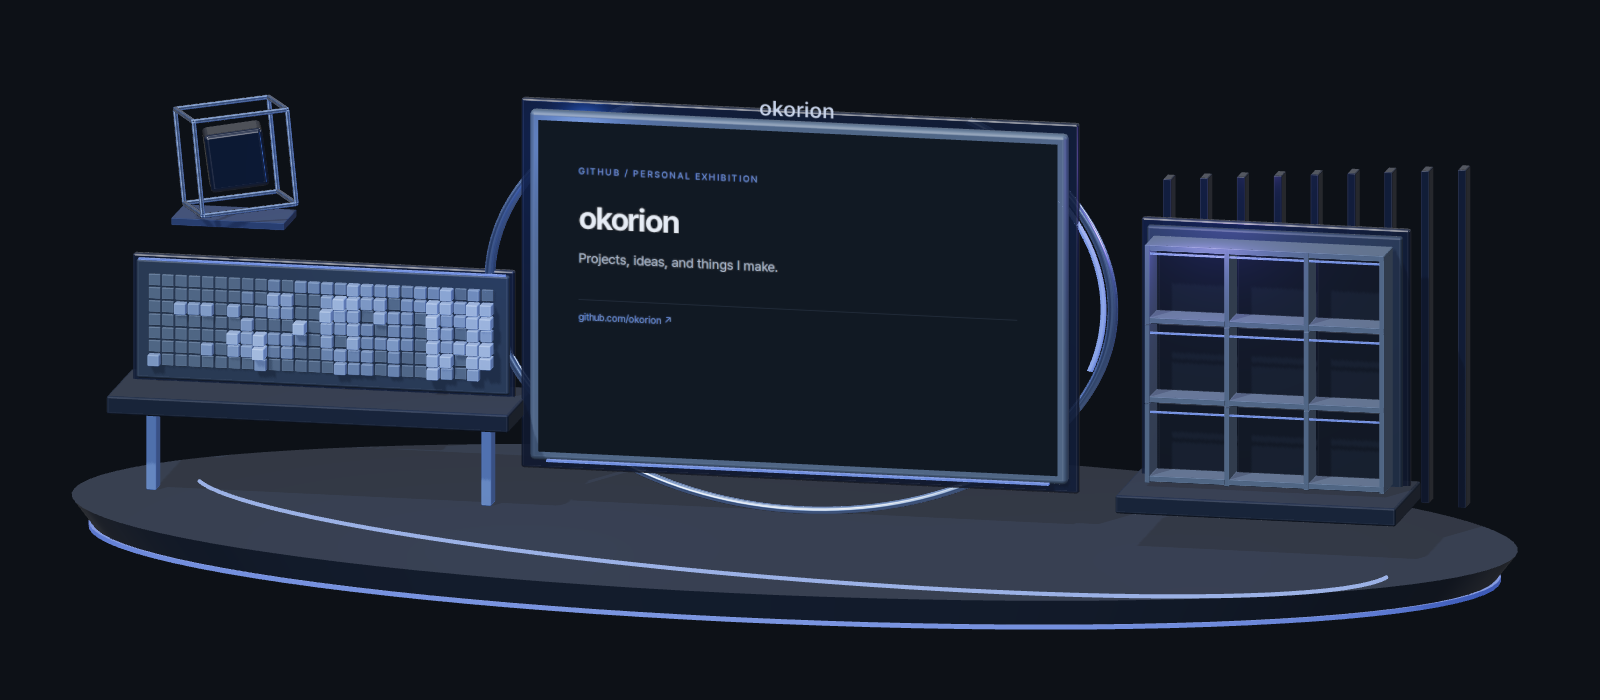 okorion
GITHUB / PERSONAL EXHIBITION
okorion
Projects, ideas, and things I make.
github.com/okorion ↗